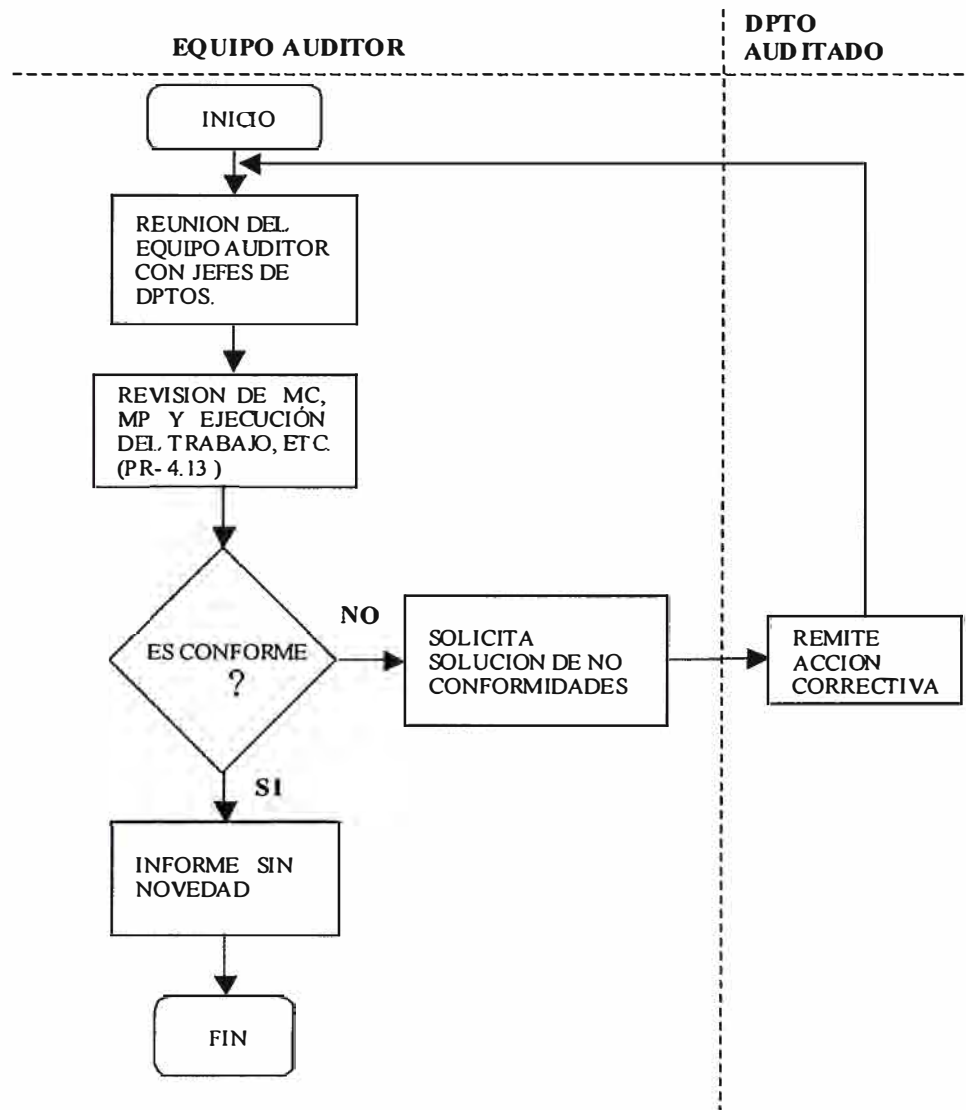 EQUIPO AUDITOR
DPTO
AUDITADO
INICIO
REUNION DEL
EQUIPO AUDITOR
CON JEFES DE
DPTOS.
REVISION DE MC,
MP Y EJECUCIÓN
DEL TRABAJO, ETC.
(PR- 4.13 )
ES CONFORME
?
NO
SOLICITA
SOLUCION DE NO
CONFORMIDADES
REMITE
ACCION
CORRECTIVA
SI
INFORME SIN
NOVEDAD
FIN